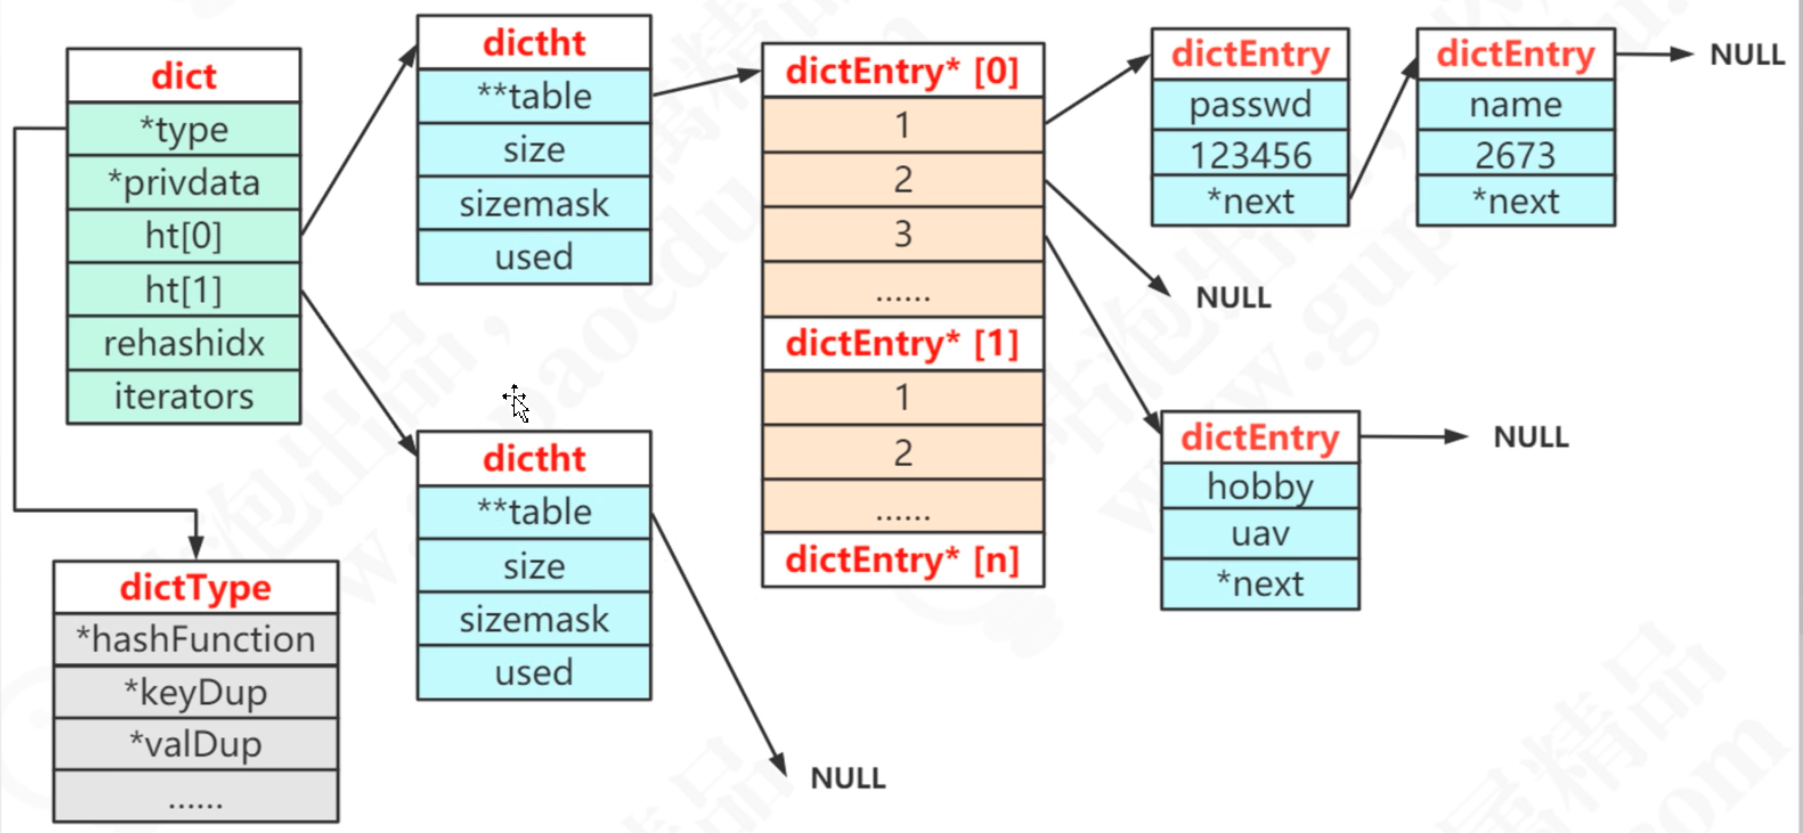 dict
*type
*privdata
ht[0]
ht[1]
rehashidx
iterators
dictType
*hashFunction
*keyDup
*valDup
......
dictht
**table
size
sizemask
used
dictht
**table
size
sizemask
used
NULL
dictEntry* [0]
1
2
3
......
dictEntry* [1]
1
2
......
dictEntry* [n]
dictEntry
passwd
123456
*next
dictEntry
name
2673
*next
NULL
NULL
dictEntry
hobby
uav
*next
NULL